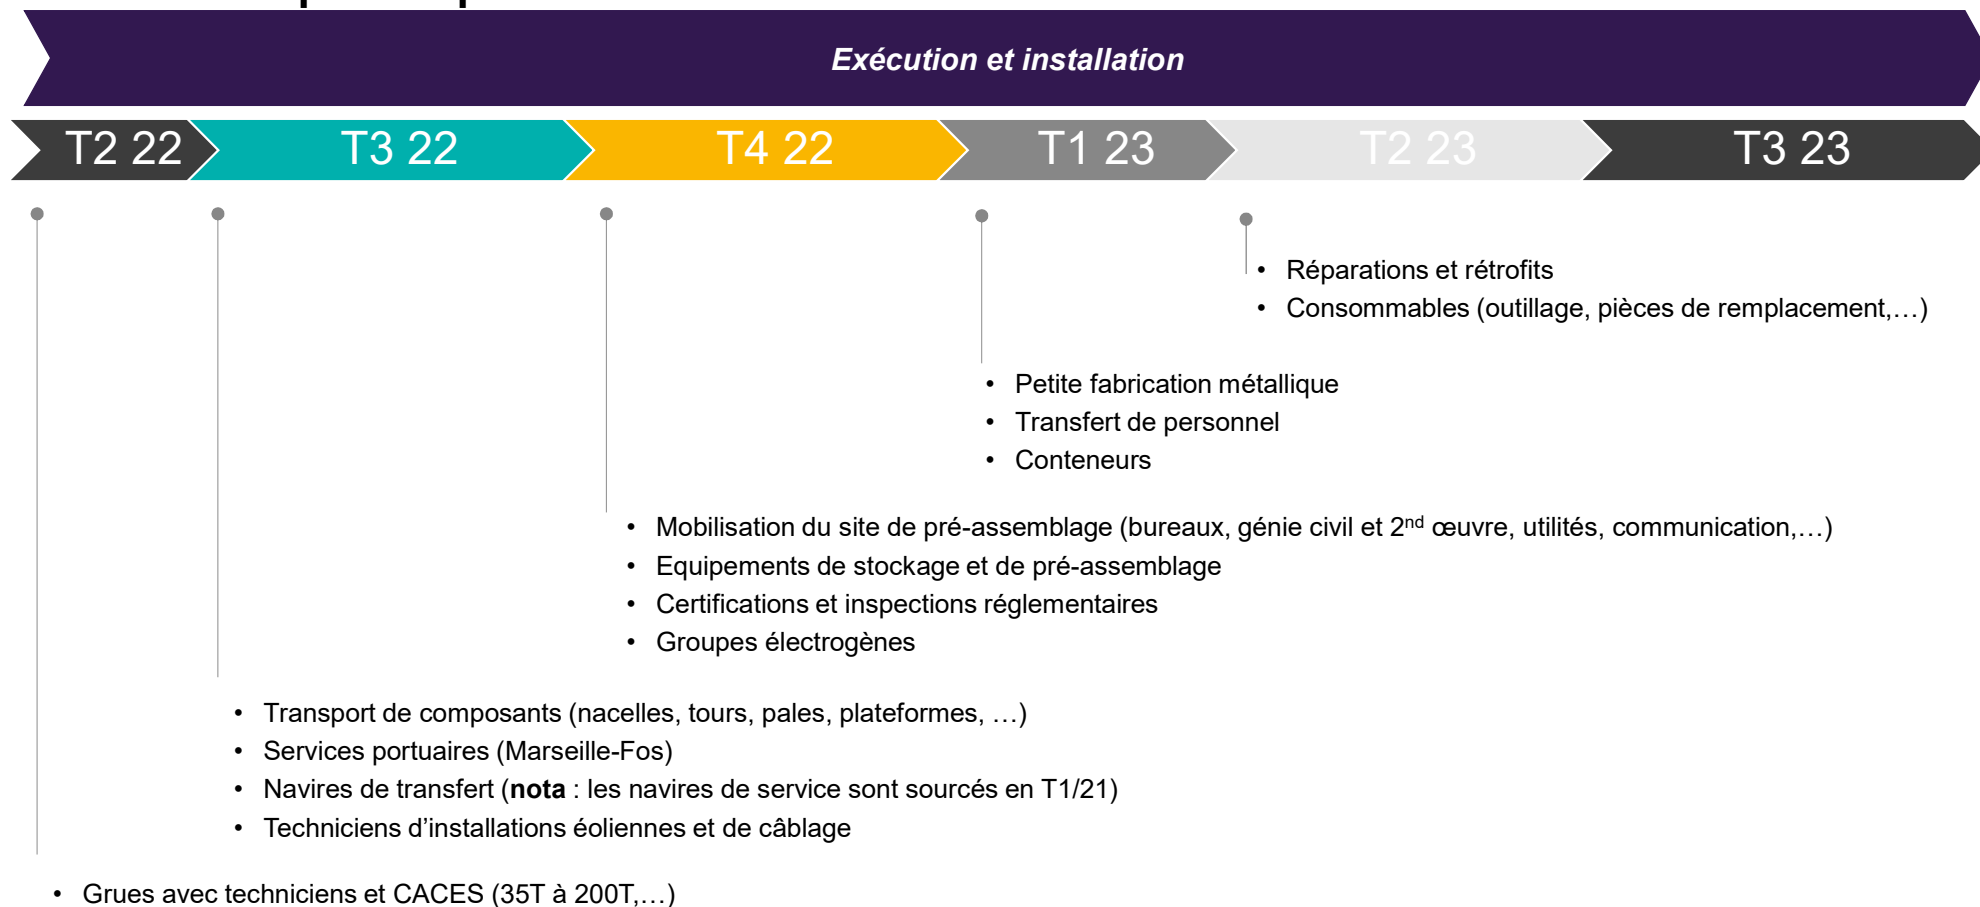 Exécution et installation
T2 22
T3 22
T4 22
T1 23
T2 23
T3 23
• Réparations et rétrofits
• Consommables (outillage, pièces de remplacement,…)
• Petite fabrication métallique
• Transfert de personnel
• Conteneurs
• Mobilisation du site de pré-assemblage (bureaux, génie civil et 2nd œuvre, utilités, communication,…)
• Equipements de stockage et de pré-assemblage
• Certifications et inspections réglementaires
• Groupes électrogènes
• Transport de composants (nacelles, tours, pales, plateformes, …)
• Services portuaires (Marseille-Fos)
• Navires de transfert (nota : les navires de service sont sourcés en T1/21)
• Techniciens d’installations éoliennes et de câblage
• Grues avec techniciens et CACES (35T à 200T,…)